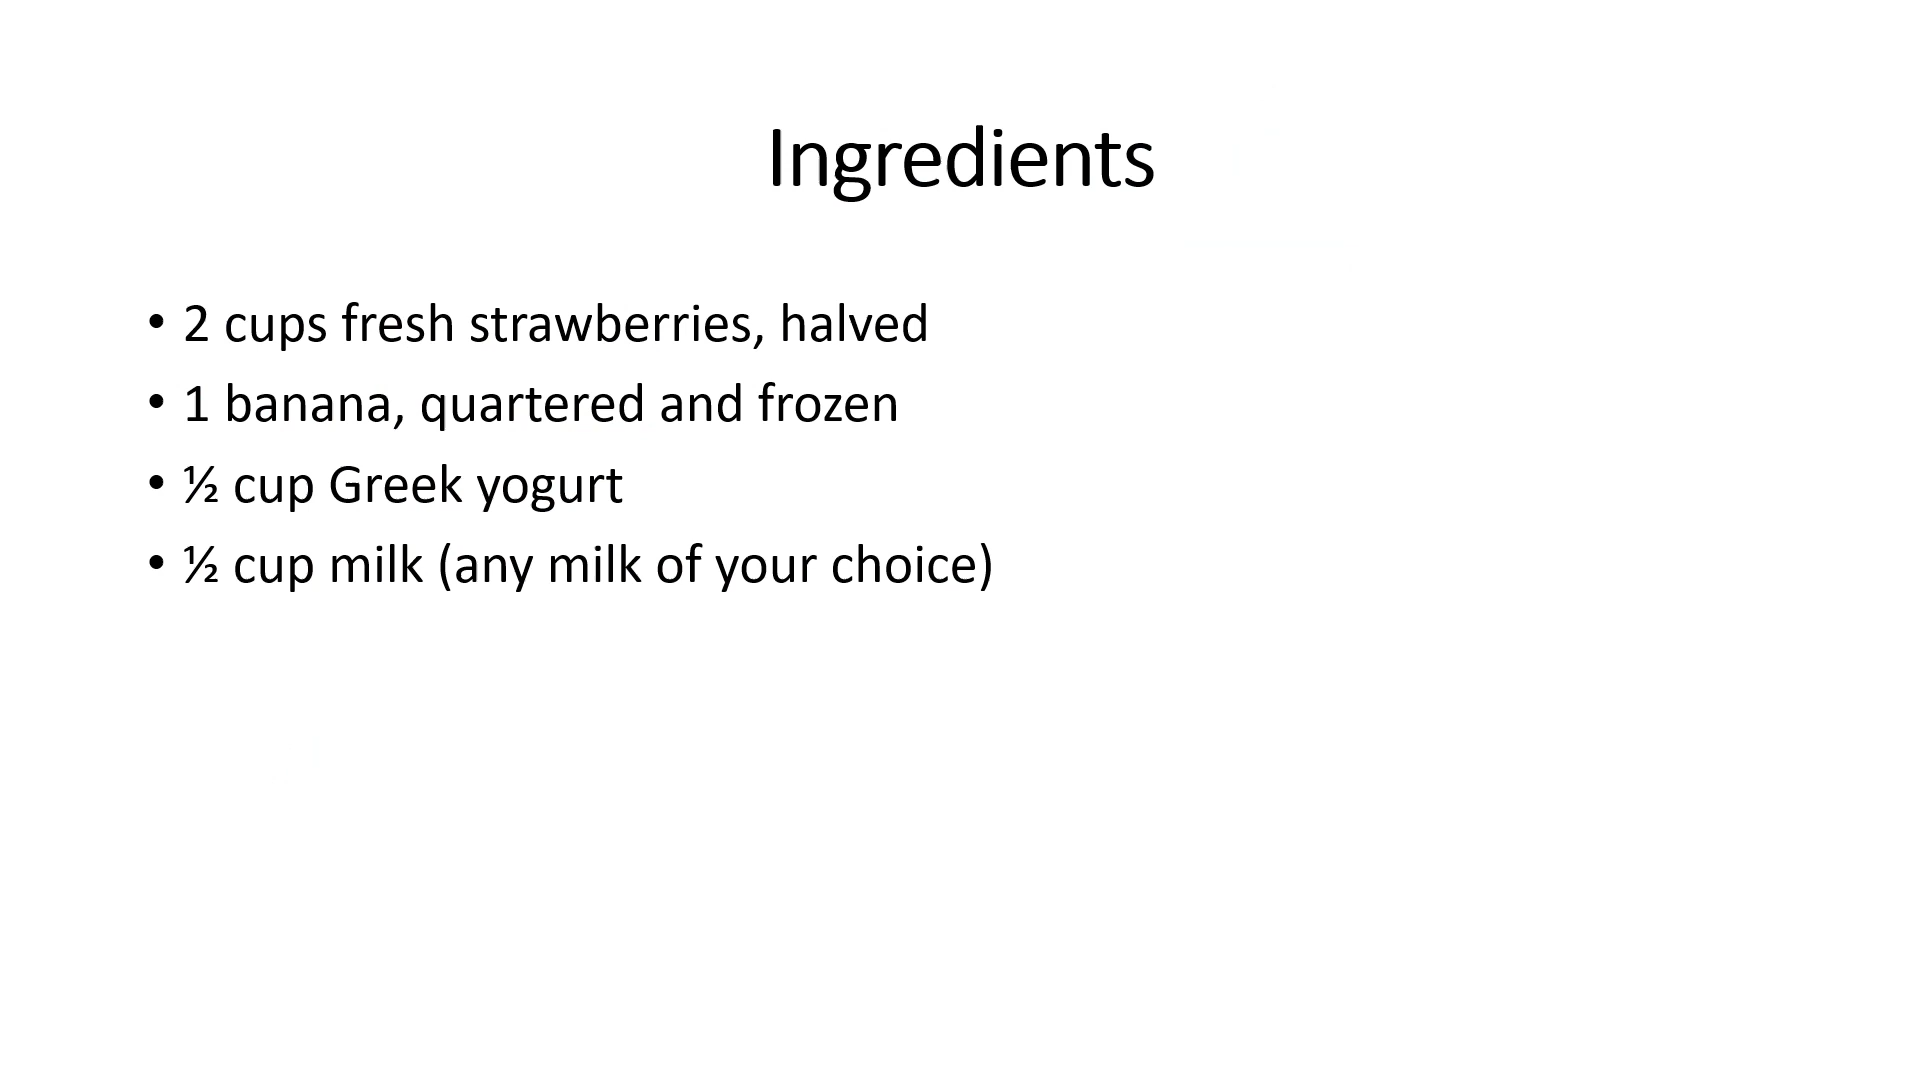 Ingredients
• 2 cups fresh strawberries, halved
• 1 banana, quartered and frozen
• ½ cup Greek yogurt
• ½ cup milk (any milk of your choice)